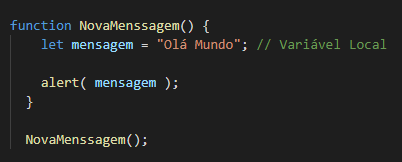 function NovaMenssagem() {
let mensagem = "Olá Mundo"; // Variável Local
alert( mensagem );
}
NovaMenssagem();